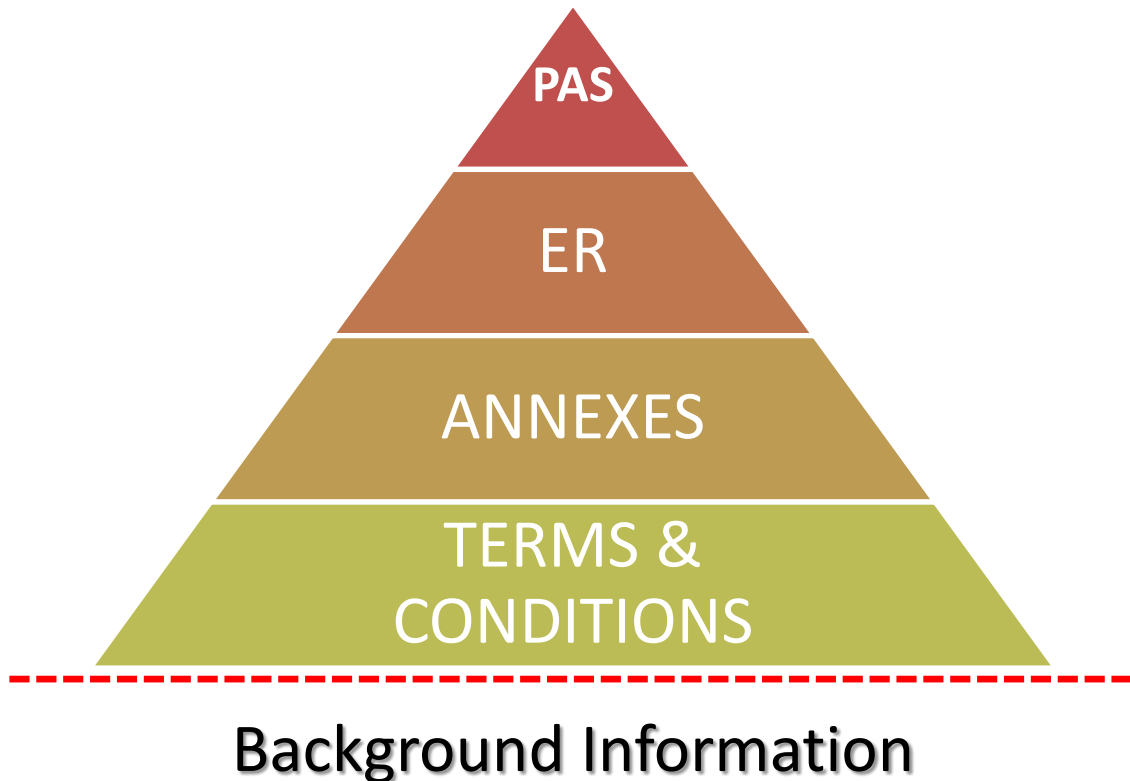 PAS
ER
ANNEXES
TERMS &
CONDITIONS
Background Information